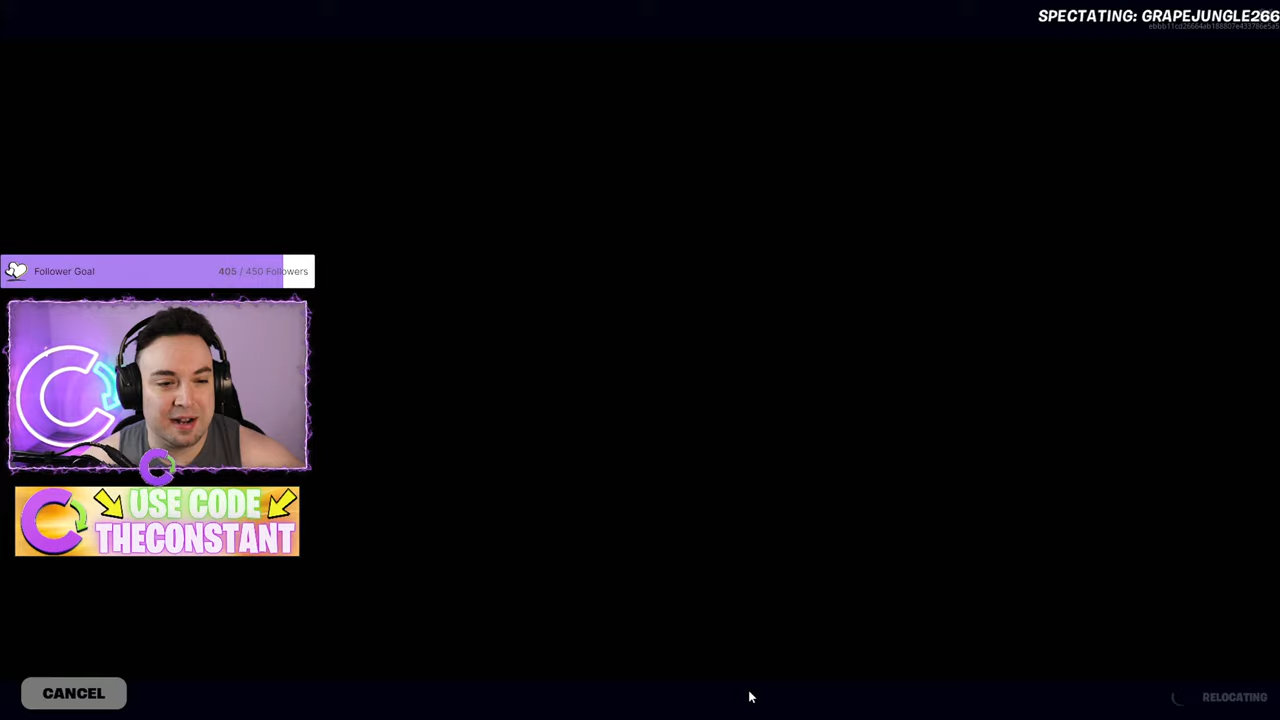 SPECTATING: GRAPEJUNGLE266
Follower Goal
405 / 450 Followers
USE CODE
THECONSTANT
CANCEL
RELOCATING